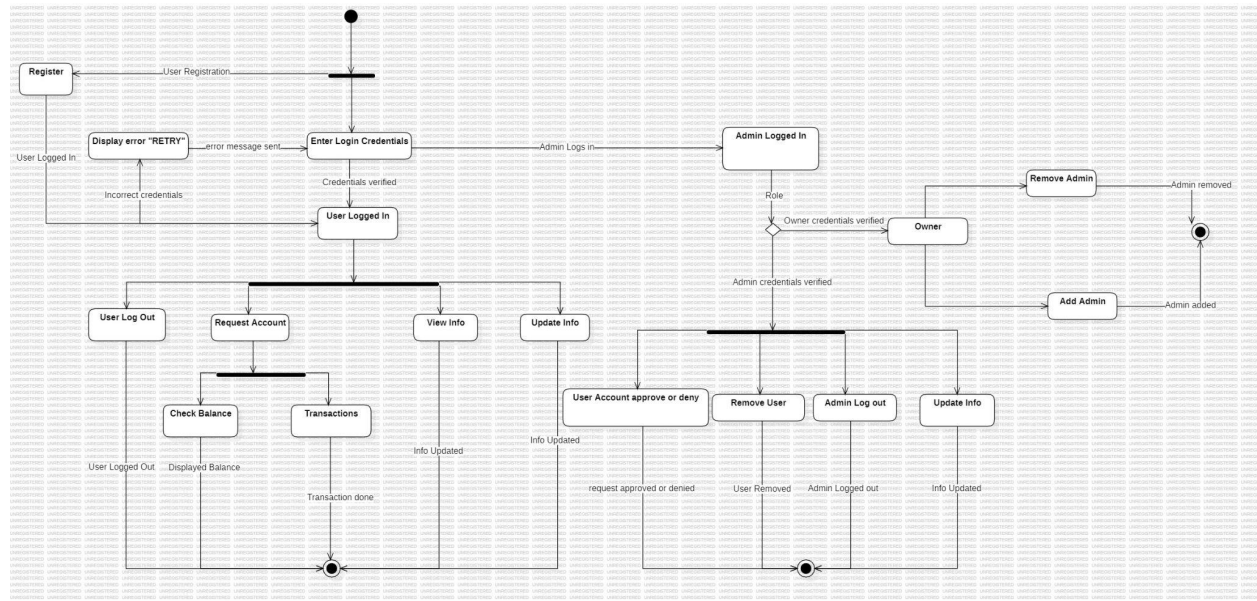 Register
User Registration
Display error "RETRY"
error message sent
Enter Login Credentials
Admin Logs in
Admin Logged In
User Logged In
Incorrect credentials
Credentials verified
User Logged In
Role
Owner credentials verified
Owner
Remove Admin
Admin removed
Add Admin
Admin added
Admin credentials verified
User Log Out
Request Account
View Info
Update Info
Check Balance
Transactions
User Logged Out
Displayed Balance
Transaction done
Info Updated
Info Updated
User Account approve or deny
Remove User
Admin Log out
Update Info
request approved or denied
User Removed
Admin Logged out
Info Updated
UNREGISTERED